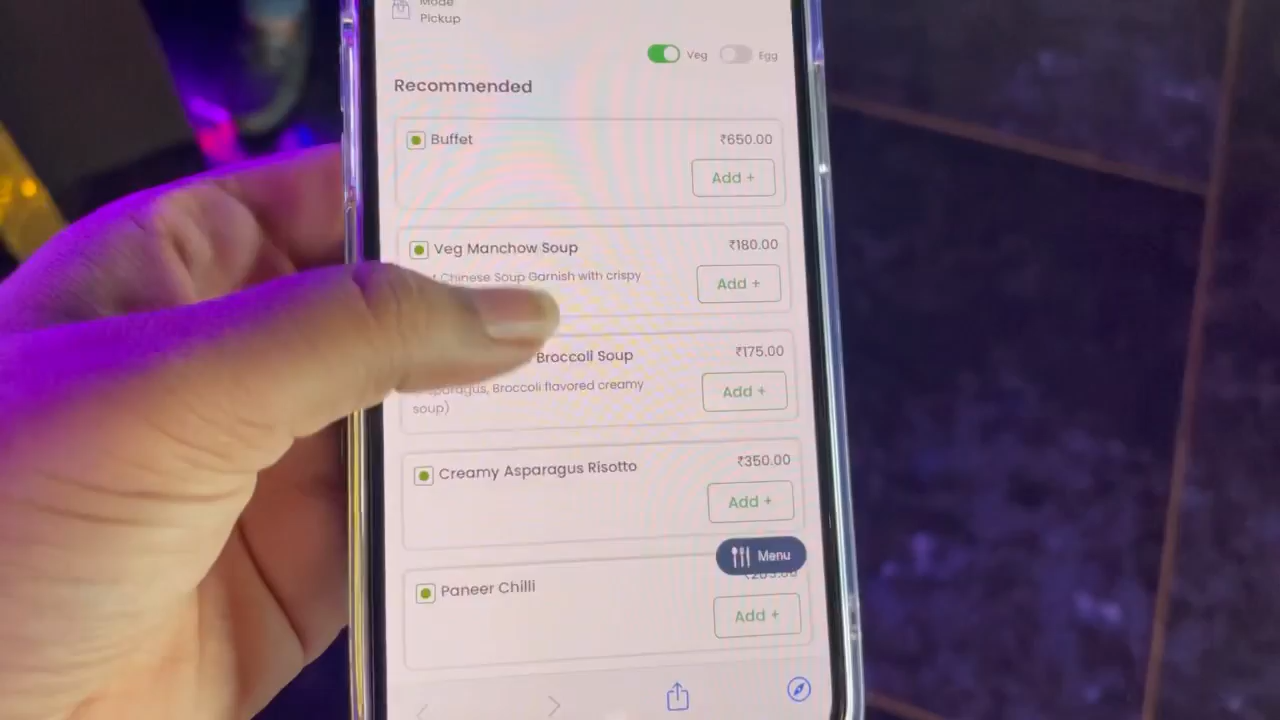 Mode
Pickup
Veg
Egg
Recommended
Buffet
₹650.00
Add +
Veg Manchow Soup
₹180.00
Chinese Soup Garnish with crispy
Add +
Broccoli Soup
₹175.00
Broccoli flavored creamy
soup)
Add +
Creamy Asparagus Risotto
₹350.00
Add +
Menu
Paneer Chilli
Add +